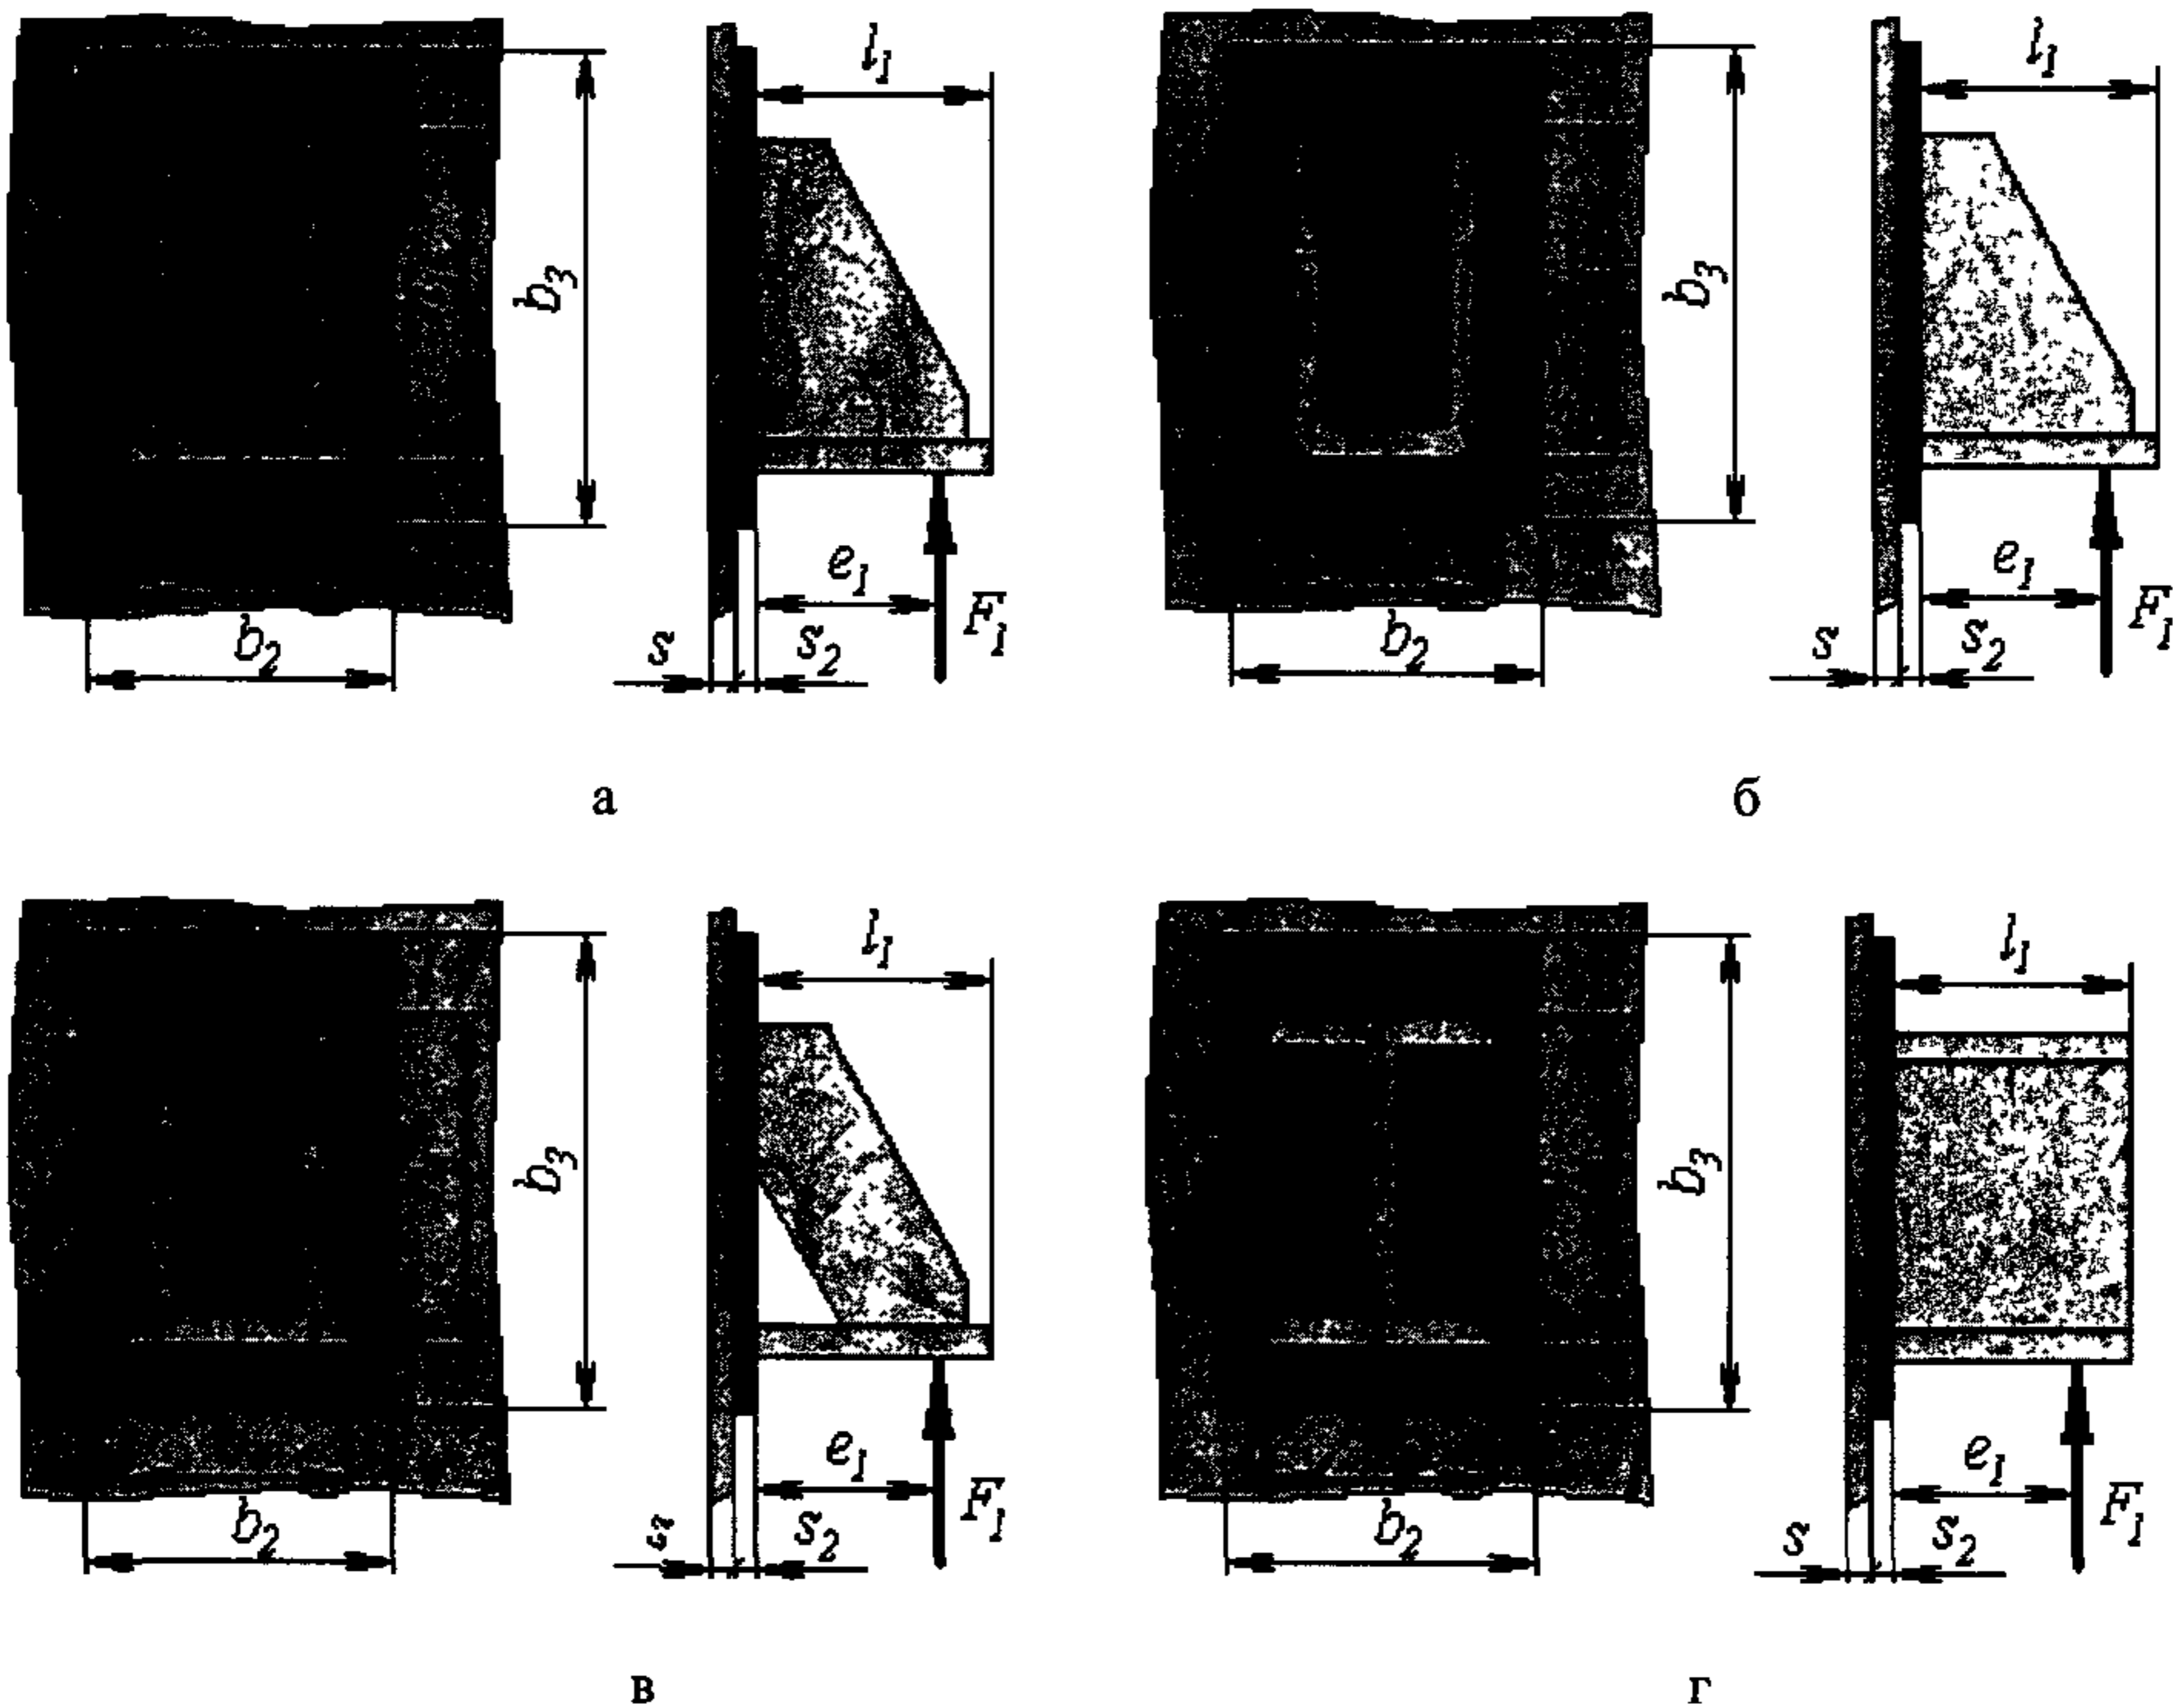 l₁ l₁
b₃ b₃
e₁ e₁
F₁ F₁
b₂ s s₂ b₂ s s₂
а б
l₁ l₁
b₃ b₃
e₁ e₁
F₁ F₁
b₂ s s₂ b₂ s s₂
в г